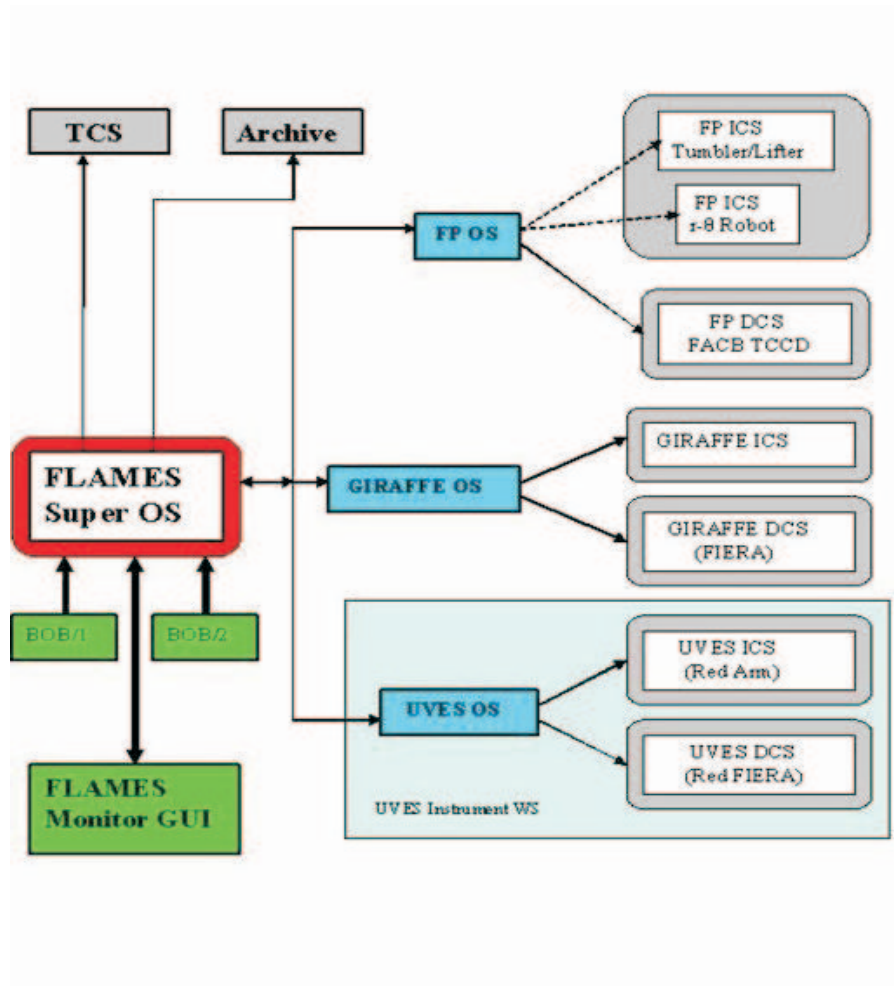 TCS
Archive
FP ICS
Tumbler/Lifter
FP ICS
r-θ Robot
FP OS
FP DCS
FACB TCCD
FLAMES
Super OS
GIRAFFE OS
GIRAFFE ICS
GIRAFFE DCS
(FIERA)
BOB/1
BOB/2
UVES ICS
(Red Arm)
UVES OS
UVES DCS
(Red FIERA)
FLAMES
Monitor GUI
UVES Instrument WS